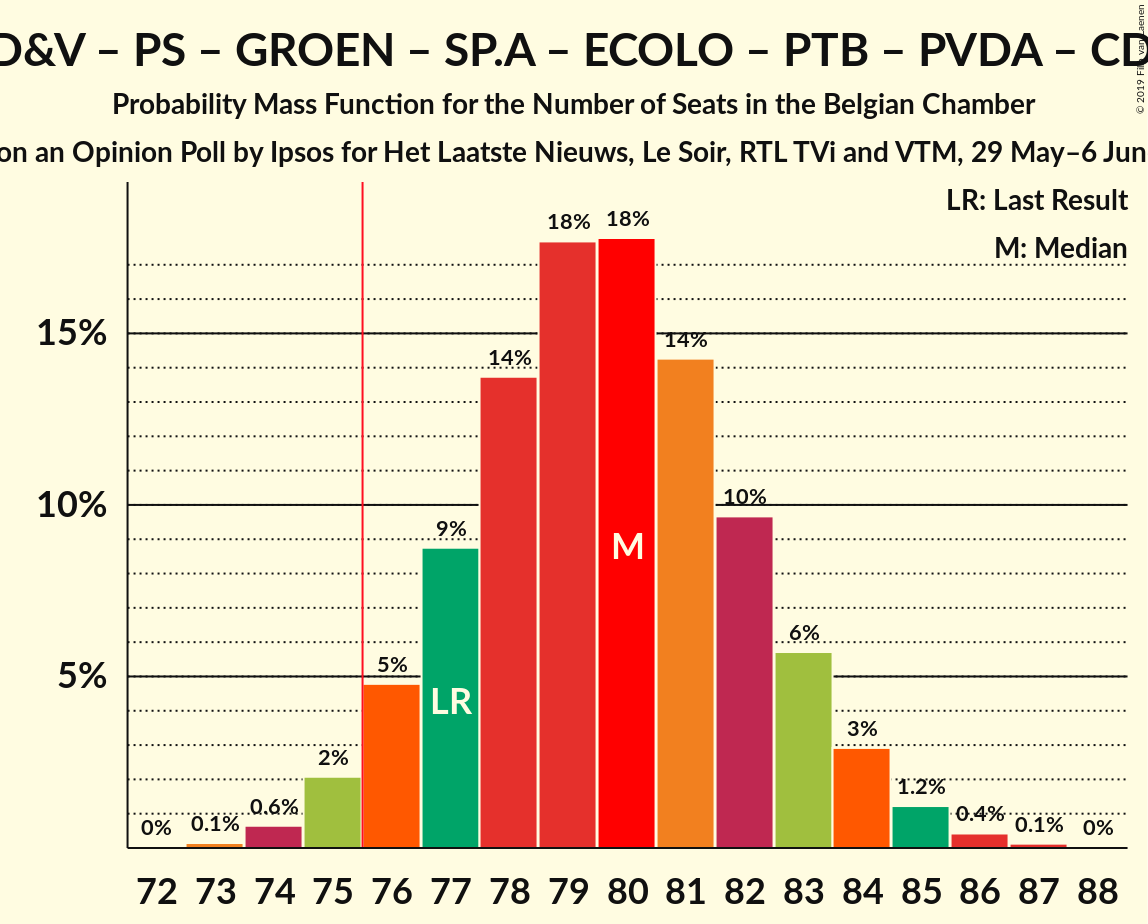 D&V – PS – GROEN – SP.A – ECOLO – PTB – PVDA – CD
Probability Mass Function for the Number of Seats in the Belgian Chamber
on an Opinion Poll by Ipsos for Het Laatste Nieuws, Le Soir, RTL TVi and VTM, 29 May–6 Jun
© 2019 Filip van Laenen
LR: Last Result
M: Median
18% 18%
15% 14%
14%
10% 10%
9%
M
6%
5% 5%
LR
3%
2%
1.2%
0% 0.1% 0.6% 0.4% 0.1% 0%
72 73 74 75 76 77 78 79 80 81 82 83 84 85 86 87 88